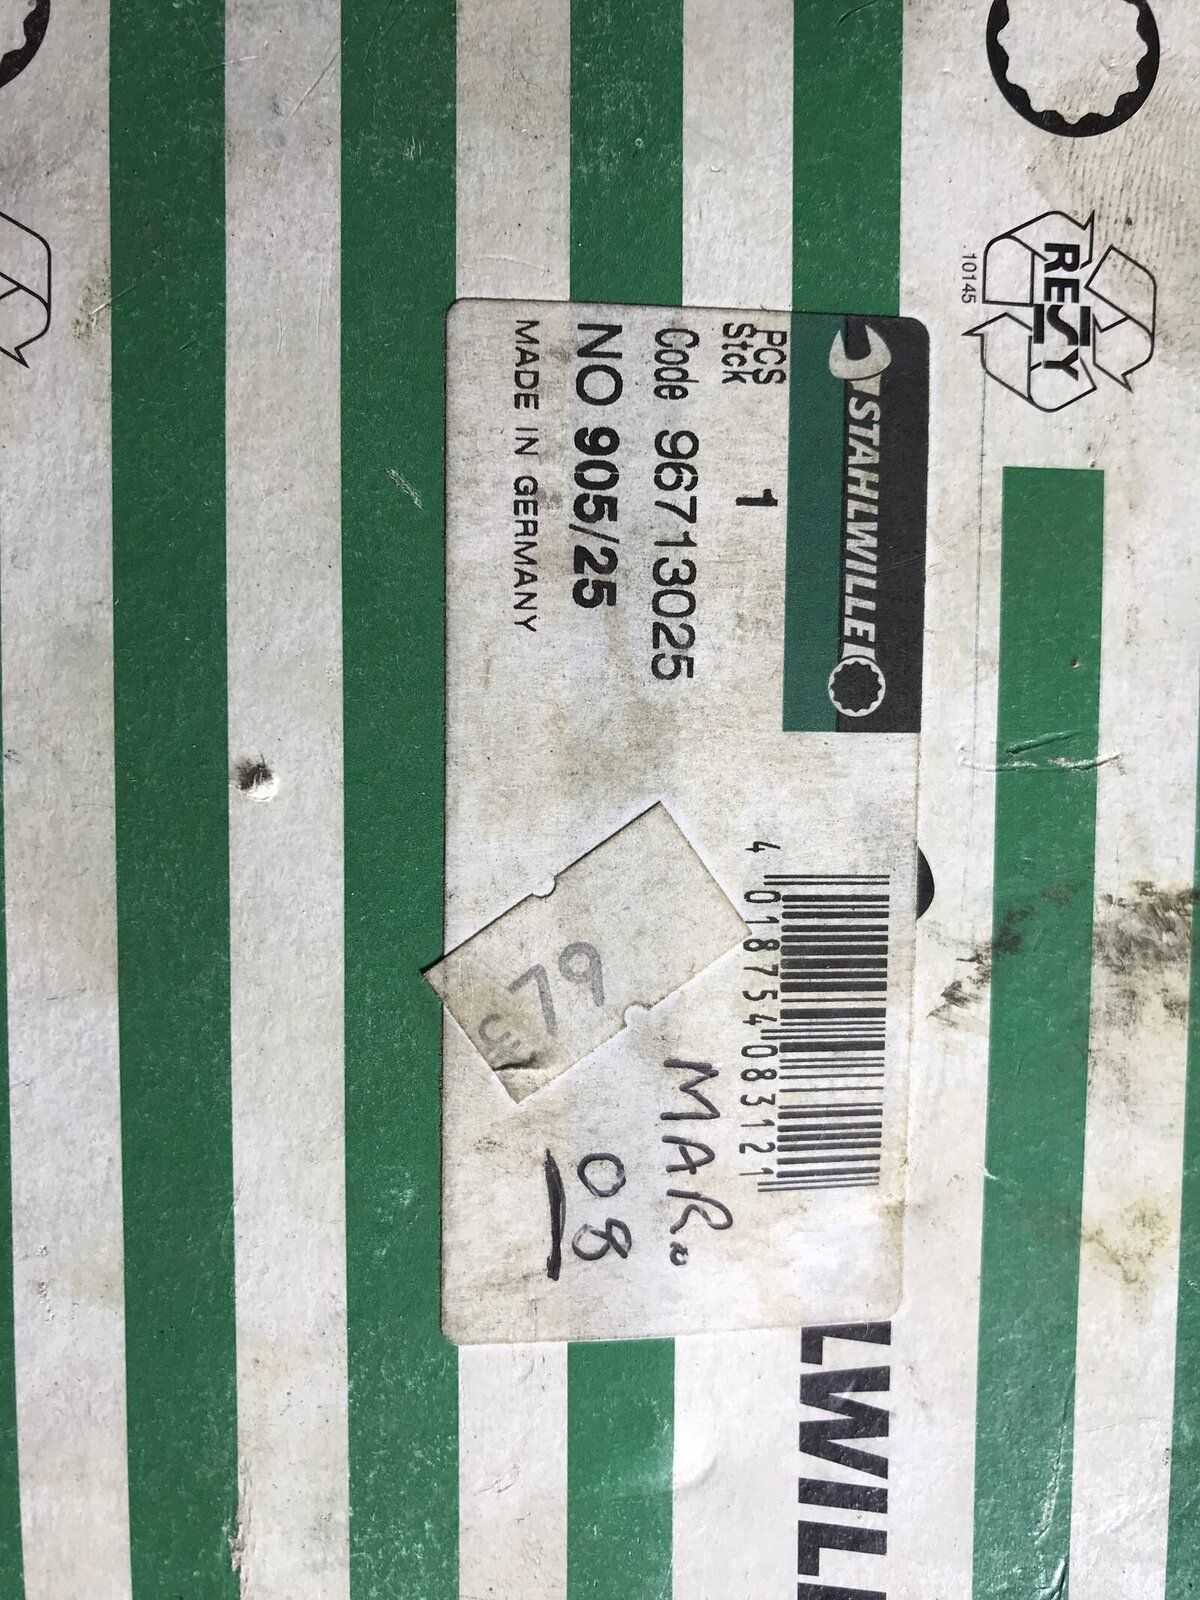 RESY
10145
STAHLWILLE
PCS
Stck 1
Code 96713025
NO 905/25
MADE IN GERMANY
4 018754 083121
MAR
08
79
LWILL